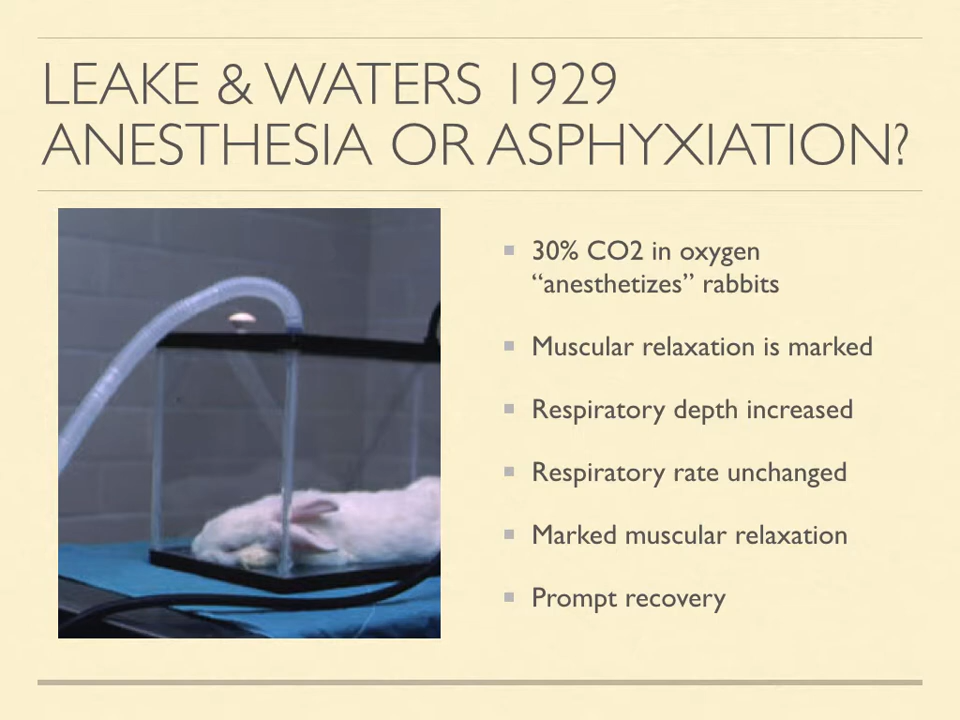 LEAKE & WATERS 1929
ANESTHESIA OR ASPHYXIATION?
30% CO2 in oxygen
“anesthetizes” rabbits
Muscular relaxation is marked
Respiratory depth increased
Respiratory rate unchanged
Marked muscular relaxation
Prompt recovery